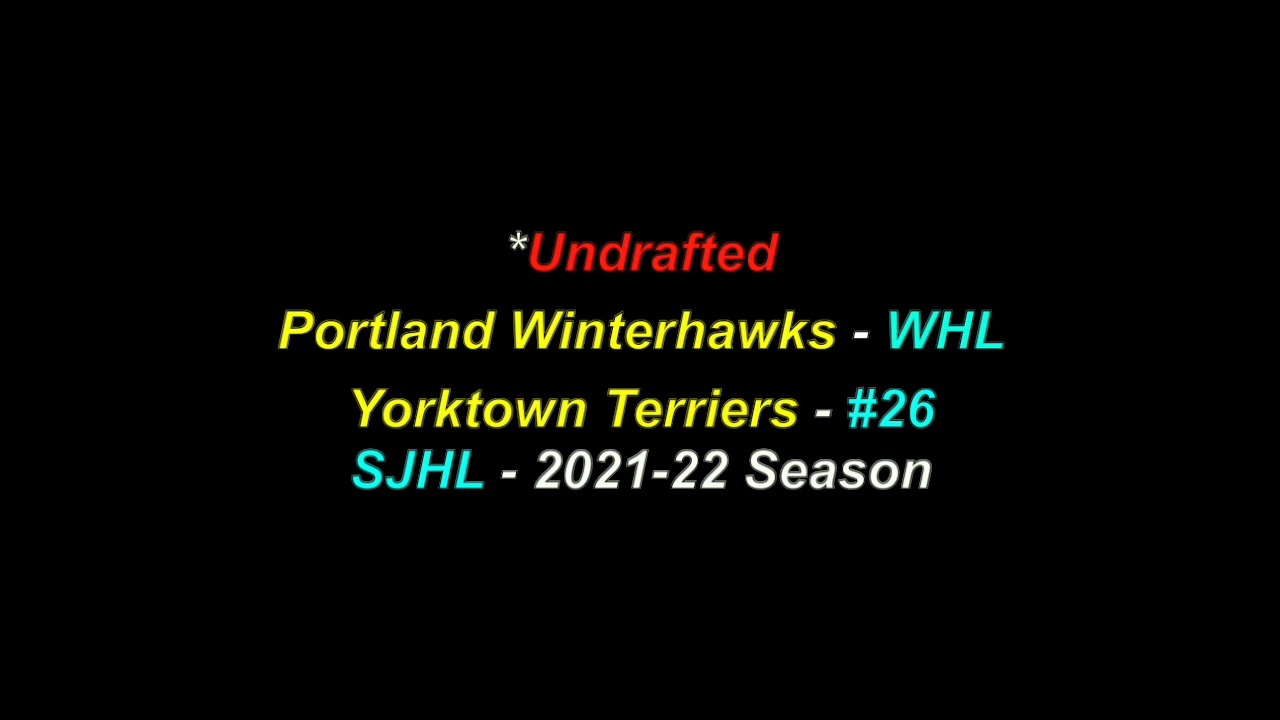 *Undrafted
Portland Winterhawks - WHL
Yorktown Terriers - #26
SJHL - 2021-22 Season